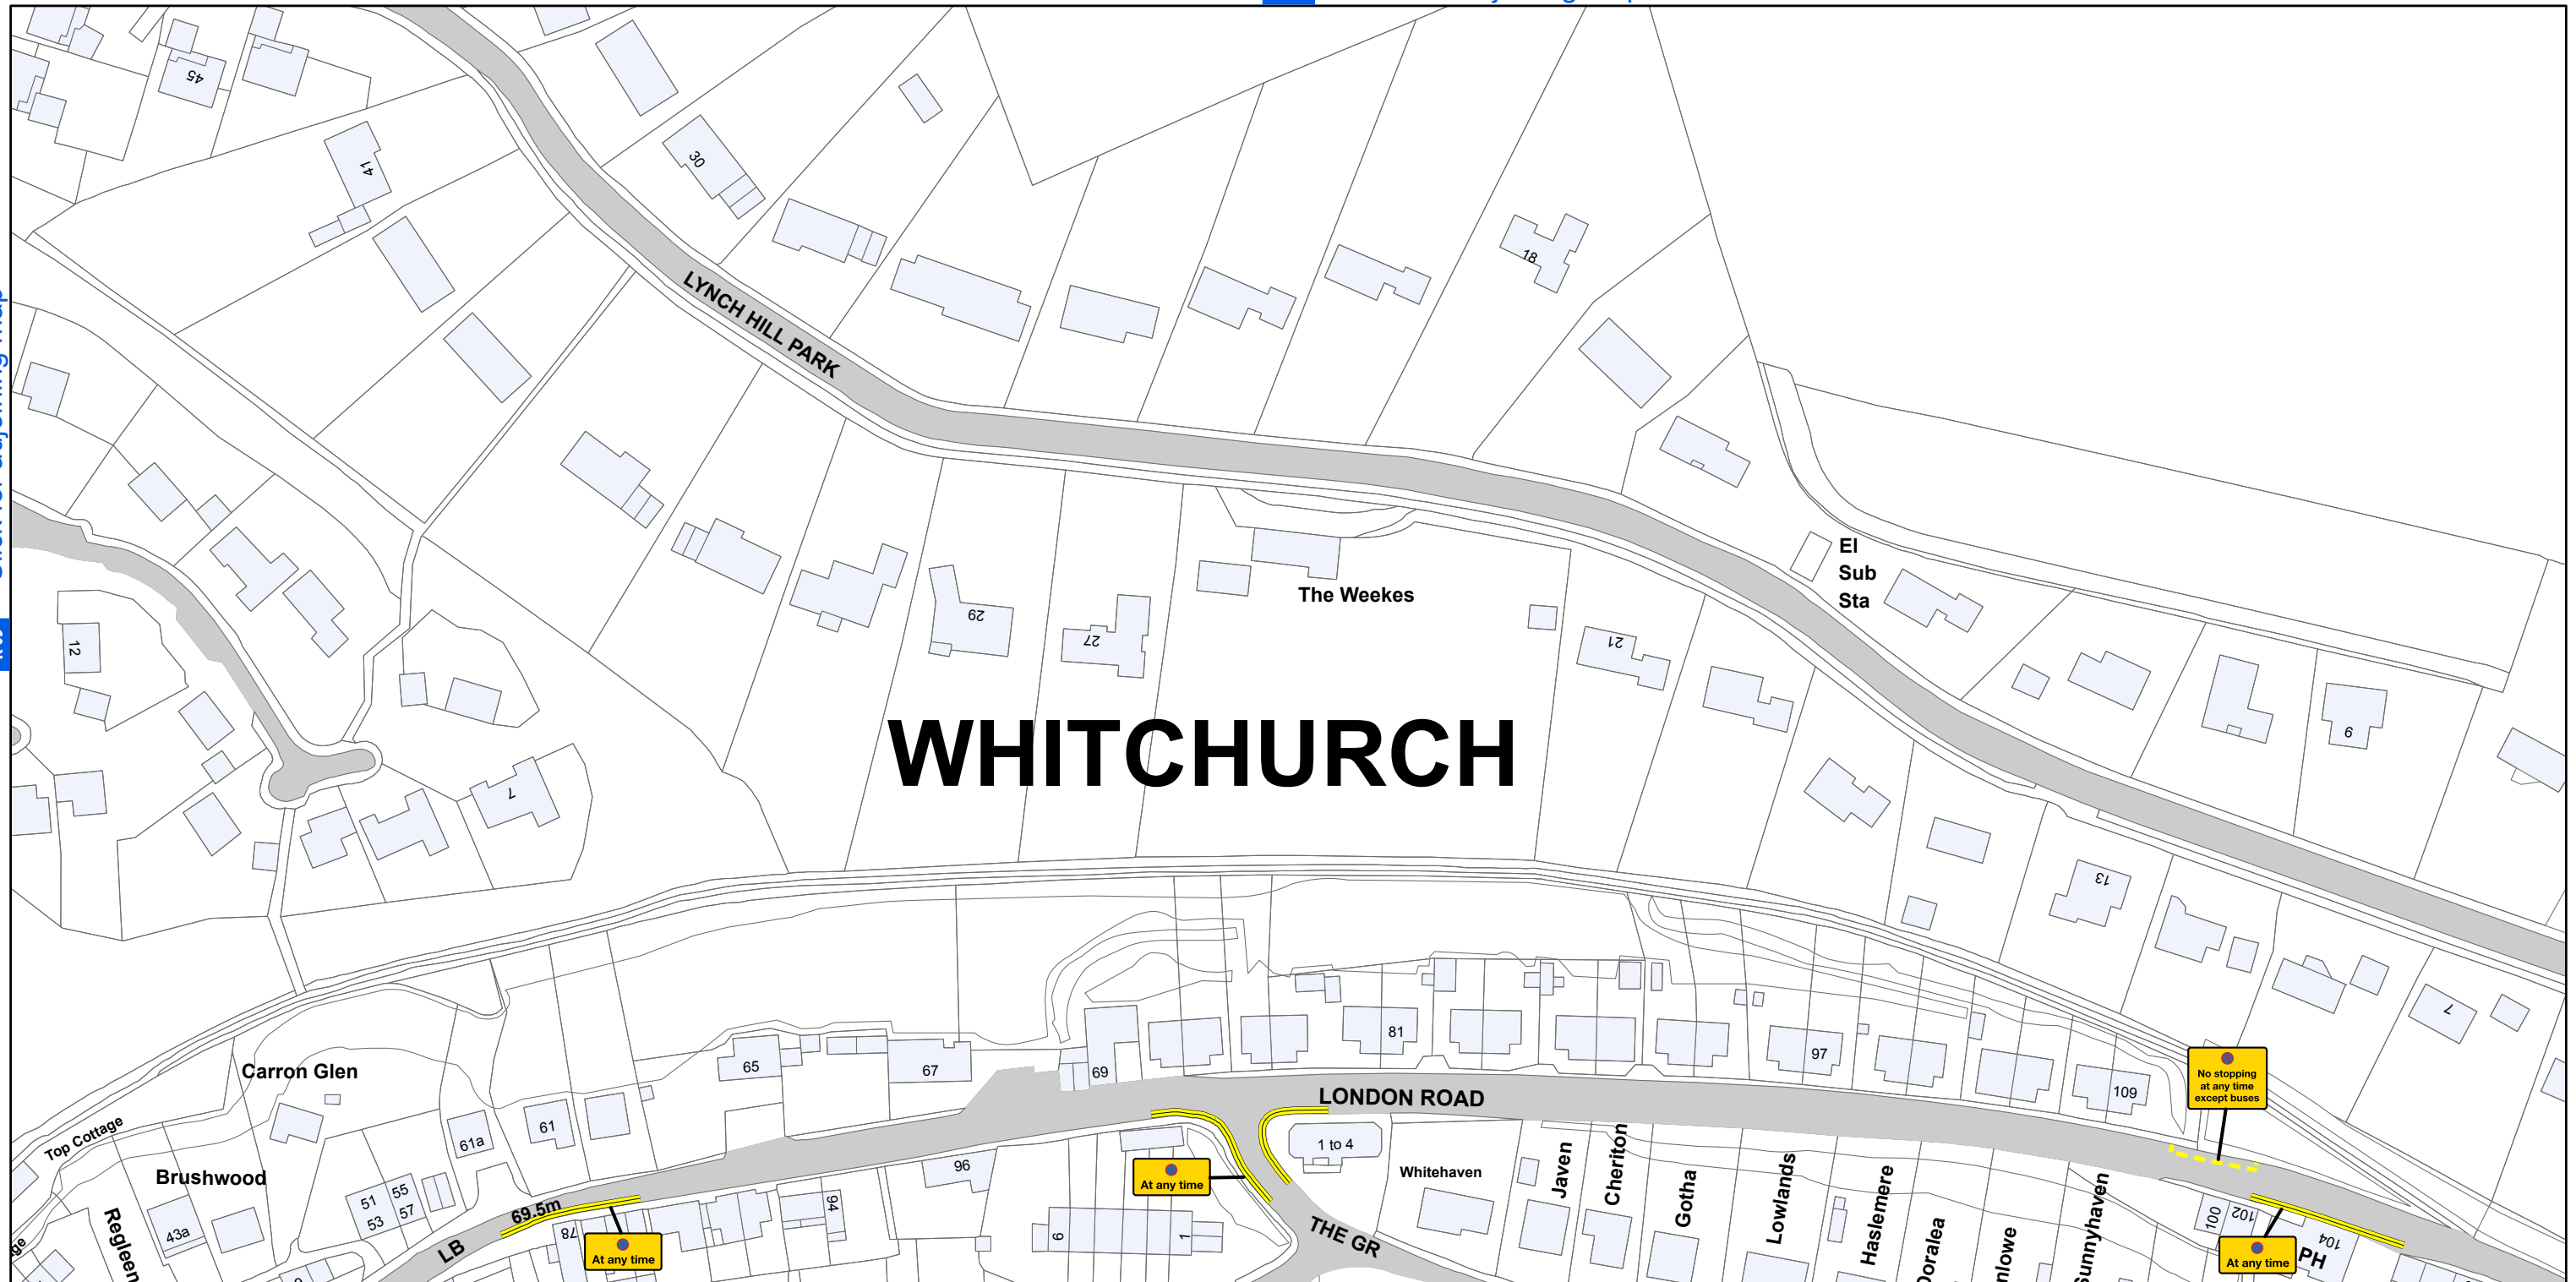 45
41
30
18
LYNCH HILL PARK
El
Sub
Sta
The Weekes
29
27
21
12
9
7
WHITCHURCH
13
7
81
97
109
65
67
69
LONDON ROAD
No stopping
at any time
except buses
Carron Glen
61a
61
Top Cottage
Brushwood
51
55
53
57
43a
69.5m
LB
78
At any time
94
96
At any time
6
1
1 to 4
THE GR
Whitehaven
Javen
Cheriton
Gotha
Lowlands
Haslemere
Doralea
Sunnyhaven
100
102
104
PH
At any time